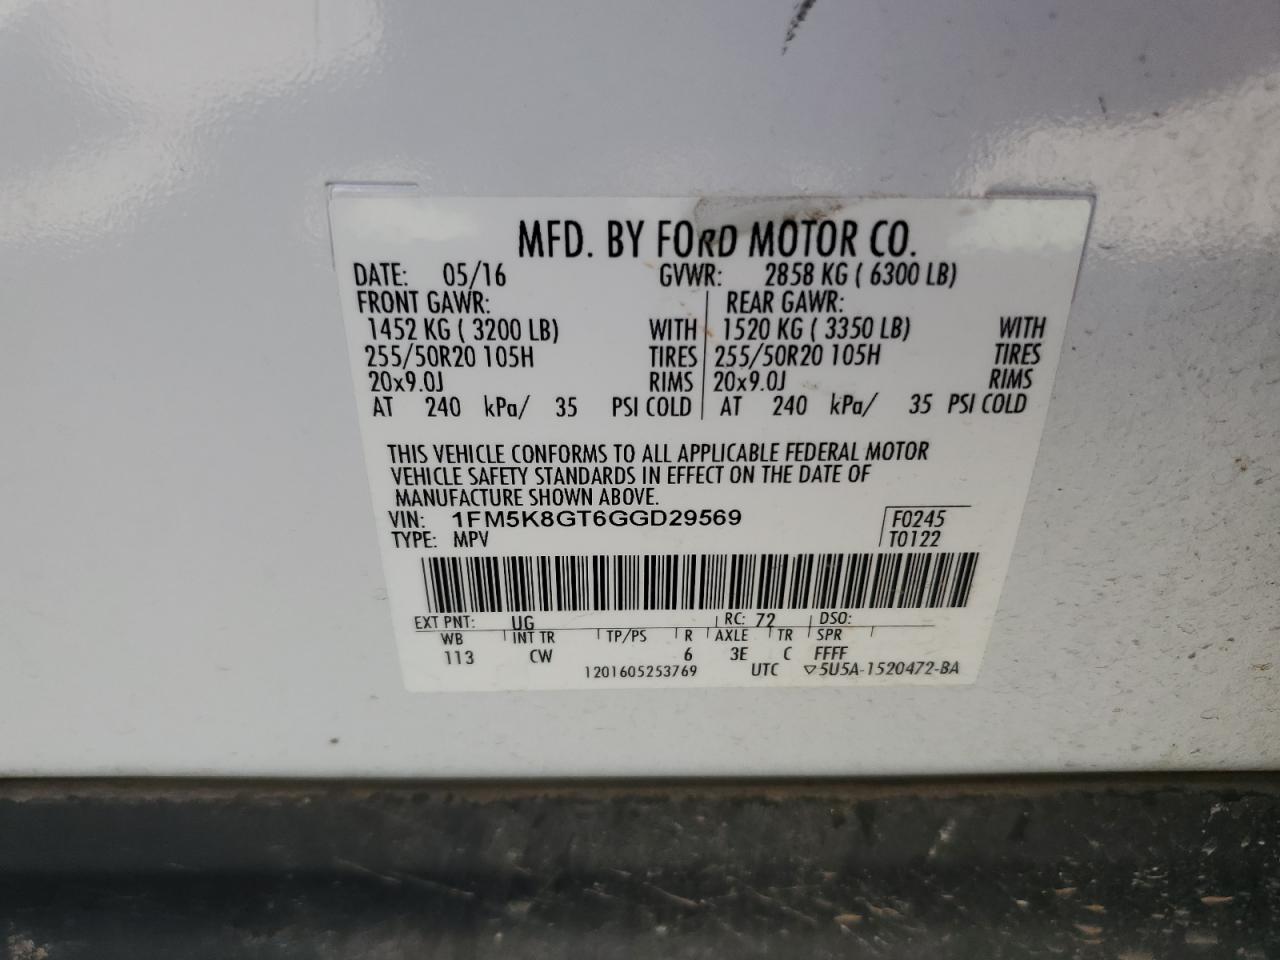 MFD. BY FORD MOTOR CO.
DATE: 05/16 GVWR: 2858 KG ( 6300 LB)
FRONT GAWR: REAR GAWR:
1452 KG ( 3200 LB) WITH 1520 KG ( 3350 LB) WITH
255/50R20 105H TIRES 255/50R20 105H TIRES
20x9.0J RIMS 20x9.0J RIMS
AT 240 kPa/ 35 PSI COLD AT 240 kPa/ 35 PSI COLD
THIS VEHICLE CONFORMS TO ALL APPLICABLE FEDERAL MOTOR
VEHICLE SAFETY STANDARDS IN EFFECT ON THE DATE OF
MANUFACTURE SHOWN ABOVE.
VIN: 1FM5K8GT6GGD29569 F0245
TYPE: MPV T0122
EXT PNT: UG RC: 72 DSO:
WB INT TR TP/PS R AXLE TR SPR
113 CW 6 3E C FFFF
1201605253769 UTC ▽5U5A-1520472-BA